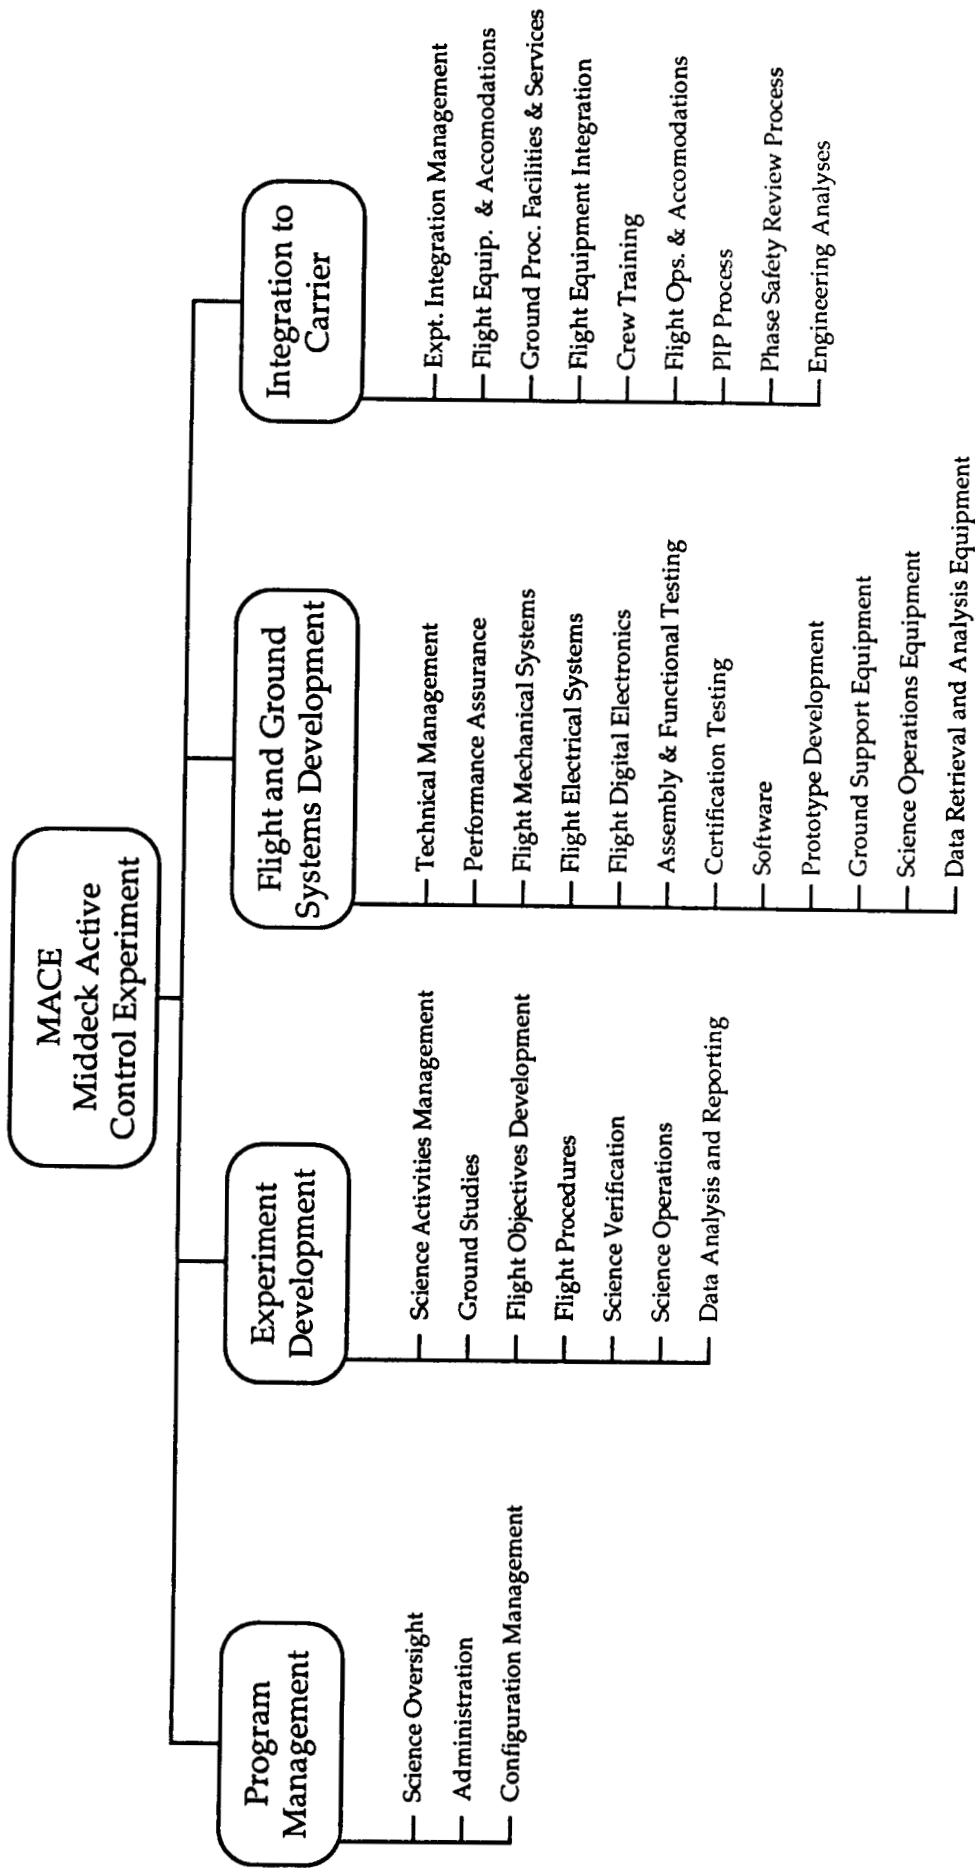 MACE
Middeck Active
Control Experiment
Program
Management
Science Oversight
Administration
Configuration Management
Experiment
Development
Science Activities Management
Ground Studies
Flight Objectives Development
Flight Procedures
Science Verification
Science Operations
Data Analysis and Reporting
Flight and Ground
Systems Development
Technical Management
Performance Assurance
Flight Mechanical Systems
Flight Electrical Systems
Flight Digital Electronics
Assembly & Functional Testing
Certification Testing
Software
Prototype Development
Ground Support Equipment
Science Operations Equipment
Data Retrieval and Analysis Equipment
Integration to
Carrier
Expt. Integration Management
Flight Equip. & Accomodations
Ground Proc. Facilities & Services
Flight Equipment Integration
Crew Training
Flight Ops. & Accomodations
PIP Process
Phase Safety Review Process
Engineering Analyses